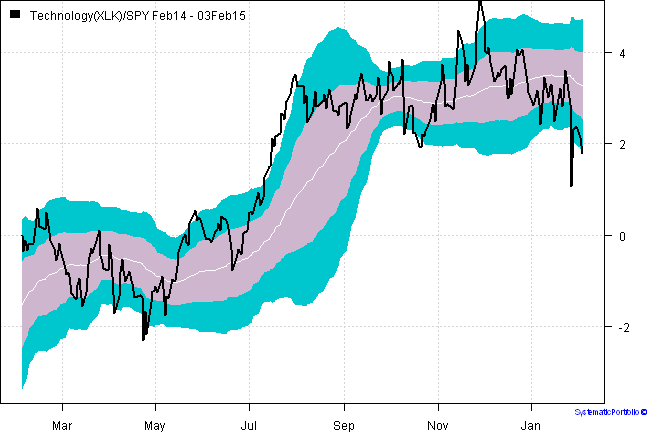 Technology(XLK)/SPY Feb14 - 03Feb15
4
2
0
-2
Mar May Jul Sep Nov Jan
SystematicPortfolio ©